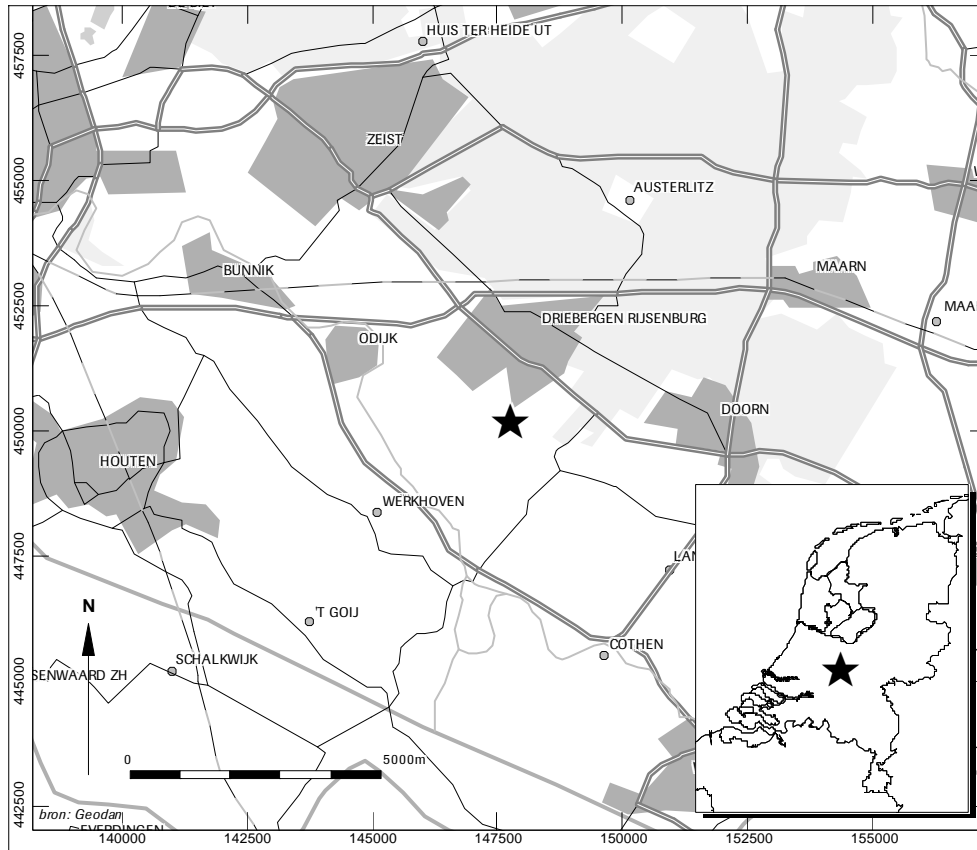 HUIS TER HEIDE UT
ZEIST
AUSTERLITZ
BUNNIK
MAARN
DRIEBERGEN RIJSENBURG
ODIJK
DOORN
HOUTEN
WERKHOVEN
'T GOIJ
COTHEN
SCHALKWIJK
SENWAARD ZH
N
0
5000m
bron: Geodan
EVERDINGEN
457500
455000
452500
450000
447500
445000
442500
140000
142500
145000
147500
150000
152500
155000